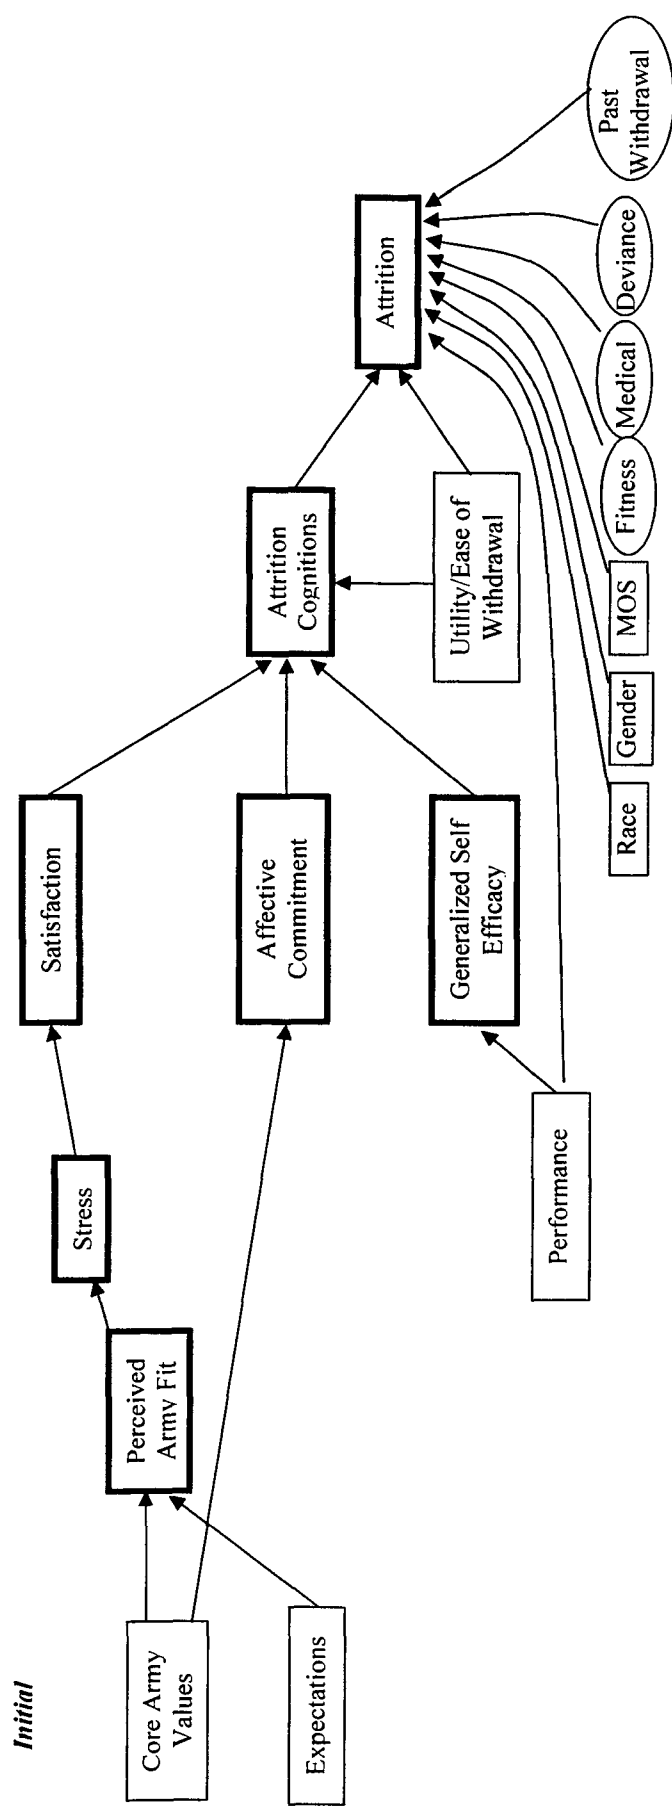 Initial
Core Army
Values
Expectations
Perceived
Army Fit
Stress
Satisfaction
Affective
Commitment
Generalized Self
Efficacy
Performance
Attrition
Cognitions
Utility/Ease of
Withdrawal
Attrition
Race
Gender
MOS
Fitness
Medical
Deviance
Past
Withdrawal